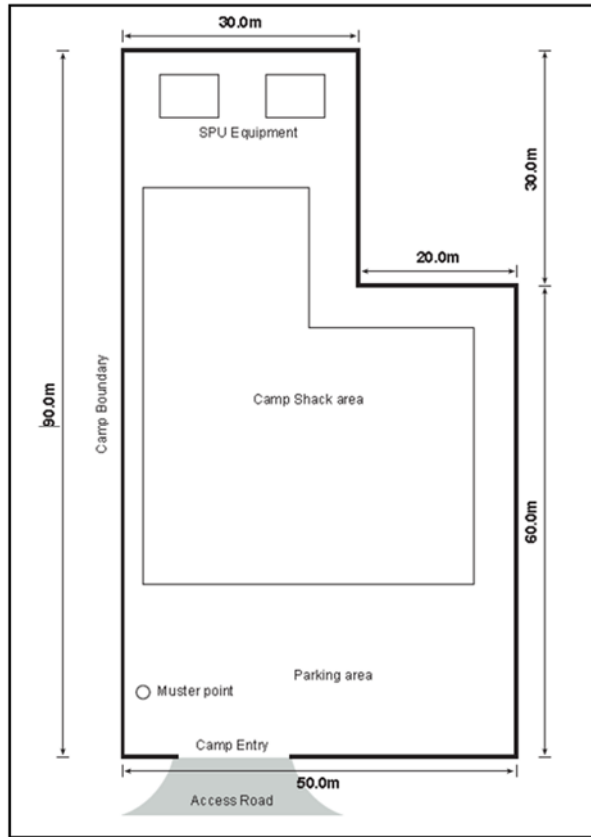 30.0m
SPU Equipment
30.0m
20.0m
Camp Boundary
90.0m
Camp Shack area
60.0m
Parking area
Muster point
Camp Entry
50.0m
Access Road